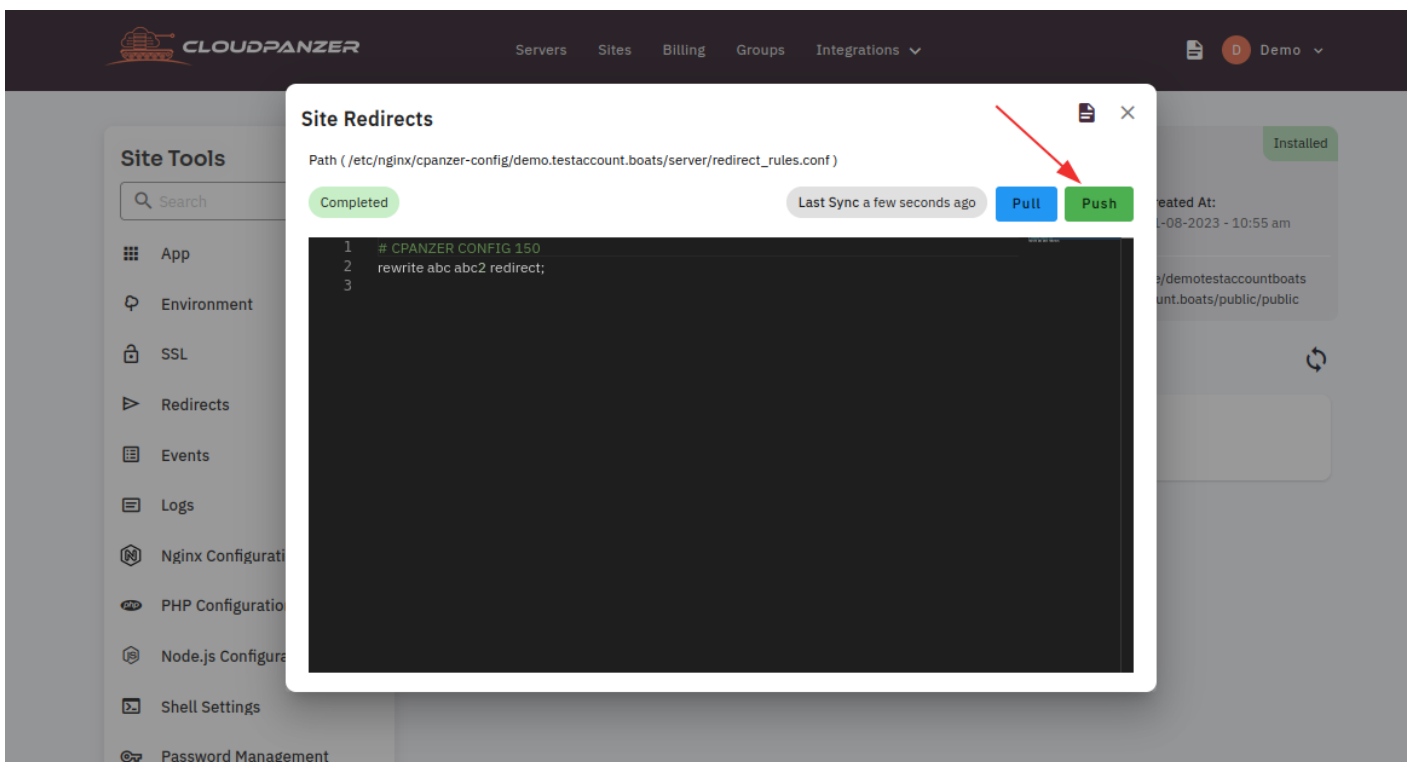 CLOUDPANZER
Servers Sites Billing Groups Integrations
D Demo
Site Redirects
Path ( /etc/nginx/cpanzer-config/demo.testaccount.boats/server/redirect_rules.conf )
Completed
Last Sync a few seconds ago
Pull
Push
1 # CPANZER CONFIG 150
2 rewrite abc abc2 redirect;
3
Site Tools
Search
App
Environment
SSL
Redirects
Events
Logs
Nginx Configurati
php PHP Configuratio
Node.js Configura
Shell Settings
Password Management
Installed
reated At:
-08-2023 - 10:55 am
e/demotestaccountboats
unt.boats/public/public